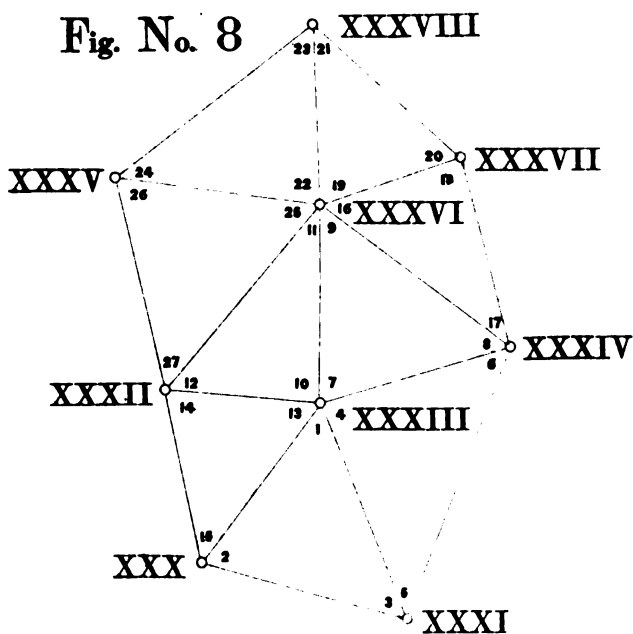 Fig. No. 8
XXXVIII
23 21
24
20
XXXVII
XXXV
18
26
22 19
25 16 XXXVI
11 9
17
8 XXXIV
6
27
XXXII 12
14
10 7
13 4 XXXIII
1
15
XXX 2
5
3
XXXI